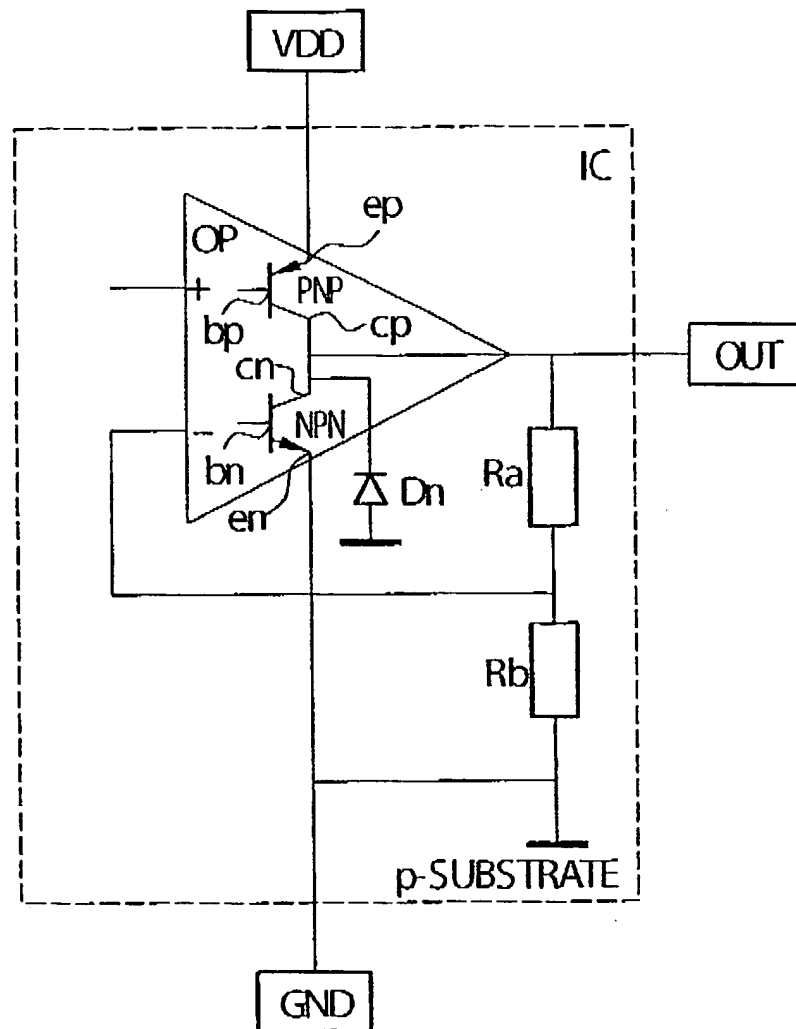 VDD
IC
ep
OP
+
PNP
bp
cp
OUT
cn
-
NPN
bn
en
Dn
Ra
Rb
p-SUBSTRATE
GND